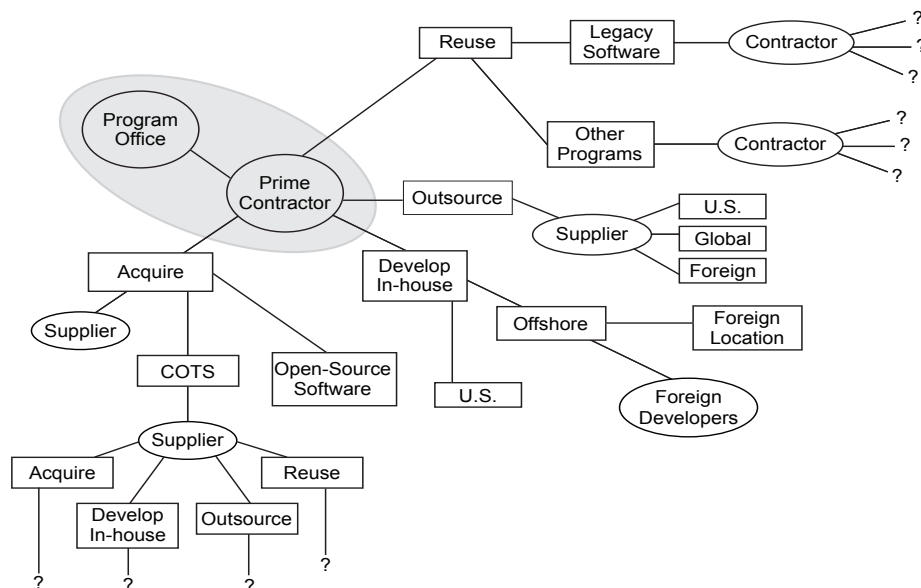 Reuse
Legacy
Software
Contractor
?
?
?
Program
Office
Other
Programs
Contractor
?
?
?
Prime
Contractor
Outsource
Supplier
U.S.
Global
Foreign
Acquire
Develop
In-house
Supplier
Offshore
Foreign
Location
COTS
Open-Source
Software
U.S.
Foreign
Developers
Supplier
Acquire
Reuse
Develop
In-house
Outsource
?
?
?
?